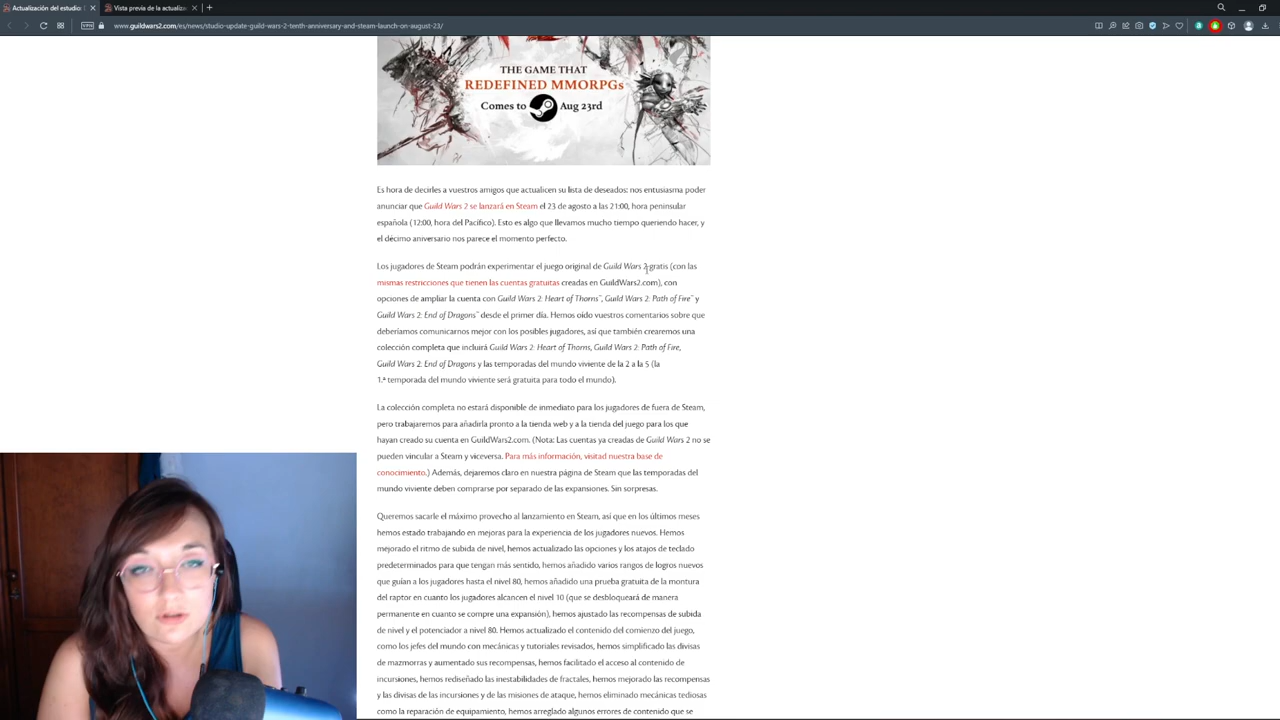 Actualización del estudio
Vista previa de la actualiza
VPN
www.guildwars2.com/es/news/studio-update-guild-wars-2-tenth-anniversary-and-steam-launch-on-august-23/
THE GAME THAT
REDEFINED MMORPGs
Comes to Aug 23rd
Es hora de decirles a vuestros amigos que actualicen su lista de deseados: nos entusiasma poder
anunciar que Guild Wars 2 se lanzará en Steam el 23 de agosto a las 21:00, hora peninsular
española (12:00, hora del Pacífico). Esto es algo que llevamos mucho tiempo queriendo hacer, y
el décimo aniversario nos parece el momento perfecto.
Los jugadores de Steam podrán experimentar el juego original de Guild Wars 2 gratis (con las
mismas restricciones que tienen las cuentas gratuitas creadas en GuildWars2.com), con
opciones de ampliar la cuenta con Guild Wars 2: Heart of Thorns™, Guild Wars 2: Path of Fire™ y
Guild Wars 2: End of Dragons™ desde el primer día. Hemos oído vuestros comentarios sobre que
deberíamos comunicarnos mejor con los posibles jugadores, así que también crearemos una
colección completa que incluirá Guild Wars 2: Heart of Thorns, Guild Wars 2: Path of Fire,
Guild Wars 2: End of Dragons y las temporadas del mundo viviente de la 2 a la 5 (la
1.ª temporada del mundo viviente será gratuita para todo el mundo).
La colección completa no estará disponible de inmediato para los jugadores de fuera de Steam,
pero trabajaremos para añadirla pronto a la tienda web y a la tienda del juego para los que
hayan creado su cuenta en GuildWars2.com. (Nota: Las cuentas ya creadas de Guild Wars 2 no se
pueden vincular a Steam y viceversa. Para más información, visitad nuestra base de
conocimiento.) Además, dejaremos claro en nuestra página de Steam que las temporadas del
mundo viviente deben comprarse por separado de las expansiones. Sin sorpresas.
Queremos sacarle el máximo provecho al lanzamiento en Steam, así que en los últimos meses
hemos estado trabajando en mejoras para la experiencia de los jugadores nuevos. Hemos
mejorado el ritmo de subida de nivel, hemos actualizado las opciones y los atajos de teclado
predeterminados para que tengan más sentido, hemos añadido varios rangos de logros nuevos
que guían a los jugadores hasta el nivel 80, hemos añadido una prueba gratuita de la montura
del raptor en cuanto los jugadores alcancen el nivel 10 (que se desbloqueará de manera
permanente en cuanto se compre una expansión), hemos ajustado las recompensas de subida
de nivel y el potenciador a nivel 80. Hemos actualizado el contenido del comienzo del juego,
como los jefes del mundo con mecánicas y tutoriales revisados, hemos simplificado las divisas
de mazmorras y aumentado sus recompensas, hemos facilitado el acceso al contenido de
incursiones, hemos rediseñado las inestabilidades de fractales, hemos mejorado las recompensas
y las divisas de las incursiones y de las misiones de ataque, hemos eliminado mecánicas tediosas
como la reparación de equipamiento, hemos arreglado algunos errores de contenido que se